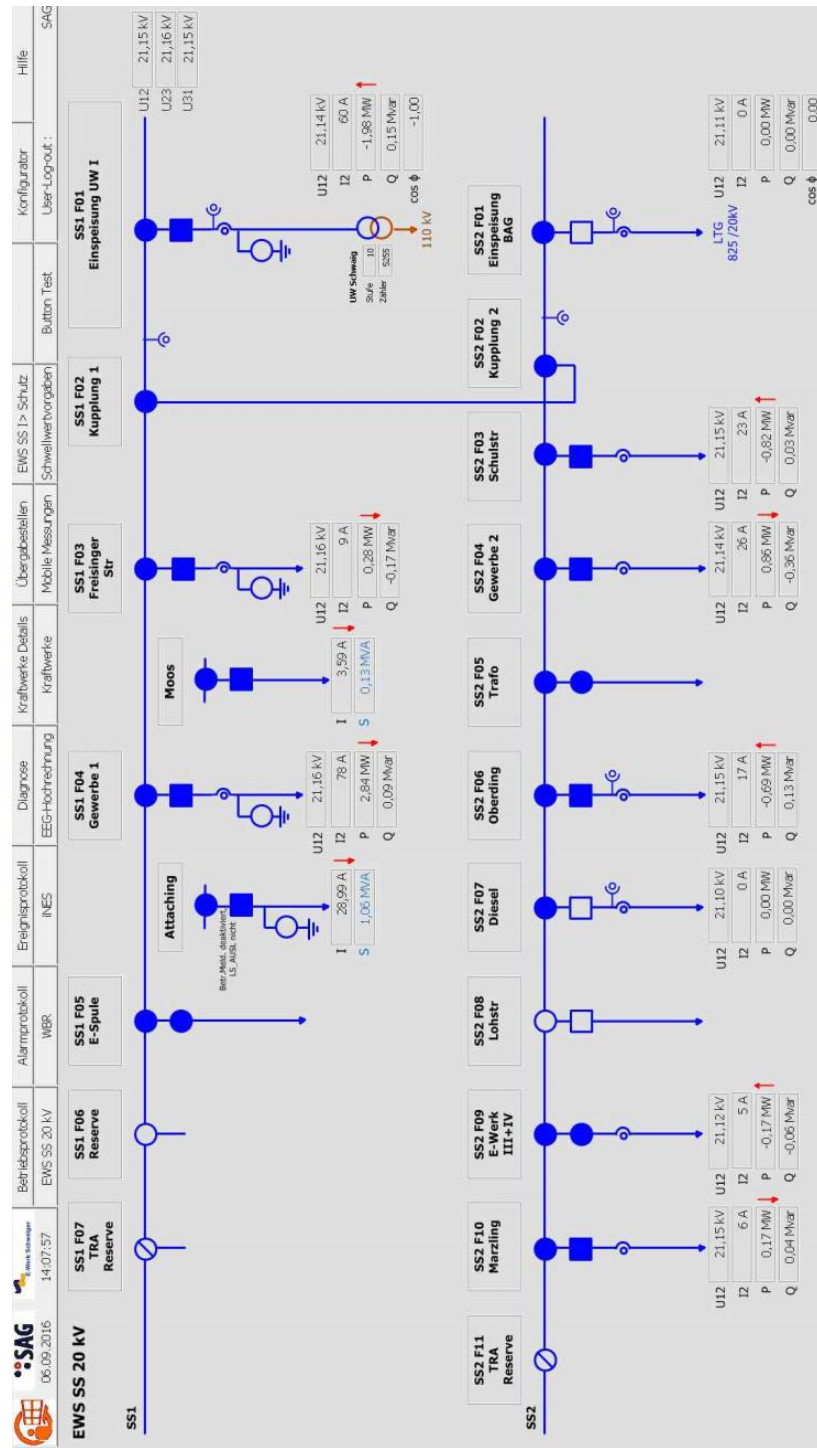 SAG
E-Werk Schweiger
Betriebsprotokoll
Alarmprotokoll
Ereignisprotokoll
Diagnose
Kraftwerke Details
Übergabestellen
EWS SS I> Schutz
Konfigurator
Hilfe
06.09.2016
14:07:57
EWS SS 20 kV
WBR
INES
EEG-Hochrechnung
Kraftwerke
Mobile Messungen
Schwellwertvorgaben
Button Test
User-Log-out :
SAG
EWS SS 20 kV
SS1 F07
TRA
Reserve
SS1 F06
Reserve
SS1 F05
E-Spule
SS1 F04
Gewerbe 1
SS1 F03
Freisinger
Str
SS1 F02
Kupplung 1
SS1 F01
Einspeisung UW I
U12 21,15 kV
U23 21,16 kV
U31 21,15 kV
SS1
Attaching
Betr.Meld. deaktiviert,
LS_AUSL nicht
I 28,99 A
S 1,06 MVA
U12 21,16 kV
I2 78 A
P 2,84 MW
Q 0,09 Mvar
Moos
I 3,59 A
S 0,13 MVA
U12 21,16 kV
I2 9 A
P 0,28 MW
Q -0,17 Mvar
UW Schwaig
Stufe 10
Zähler 5255
110 kV
U12 21,14 kV
I2 60 A
P -1,98 MW
Q 0,15 Mvar
cos ϕ -1,00
SS2 F11
TRA
Reserve
SS2 F10
Marzling
SS2 F09
E-Werk
III+IV
SS2 F08
Lohstr
SS2 F07
Diesel
SS2 F06
Oberding
SS2 F05
Trafo
SS2 F04
Gewerbe 2
SS2 F03
Schulstr
SS2 F02
Kupplung 2
SS2 F01
Einspeisung
BAG
SS2
U12 21,15 kV
I2 6 A
P 0,17 MW
Q 0,04 Mvar
U12 21,12 kV
I2 5 A
P -0,17 MW
Q -0,06 Mvar
U12 21,10 kV
I2 0 A
P 0,00 MW
Q 0,00 Mvar
U12 21,15 kV
I2 17 A
P -0,69 MW
Q 0,13 Mvar
U12 21,14 kV
I2 26 A
P 0,86 MW
Q -0,36 Mvar
U12 21,15 kV
I2 23 A
P -0,82 MW
Q 0,03 Mvar
LTG
825 /20kV
U12 21,11 kV
I2 0 A
P 0,00 MW
Q 0,00 Mvar
cos ϕ 0,00